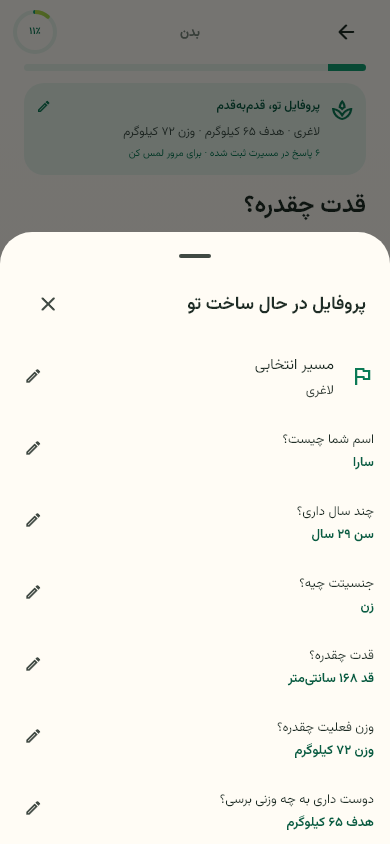 بدن
۱۱٪
پروفایل تو، قدم‌به‌قدم
لاغری · هدف ۶۵ کیلوگرم · وزن ۷۲ کیلوگرم
۶ پاسخ در مسیرت ثبت شده · برای مرور لمس کن
قدت چقدره؟
پروفایل در حال ساخت تو
مسیر انتخابی
لاغری
اسم شما چیست؟
سارا
چند سال داری؟
سن ۲۹ سال
جنسیتت چیه؟
زن
قدت چقدره؟
قد ۱۶۸ سانتی‌متر
وزن فعلیت چقدره؟
وزن ۷۲ کیلوگرم
دوست داری به چه وزنی برسی؟
هدف ۶۵ کیلوگرم